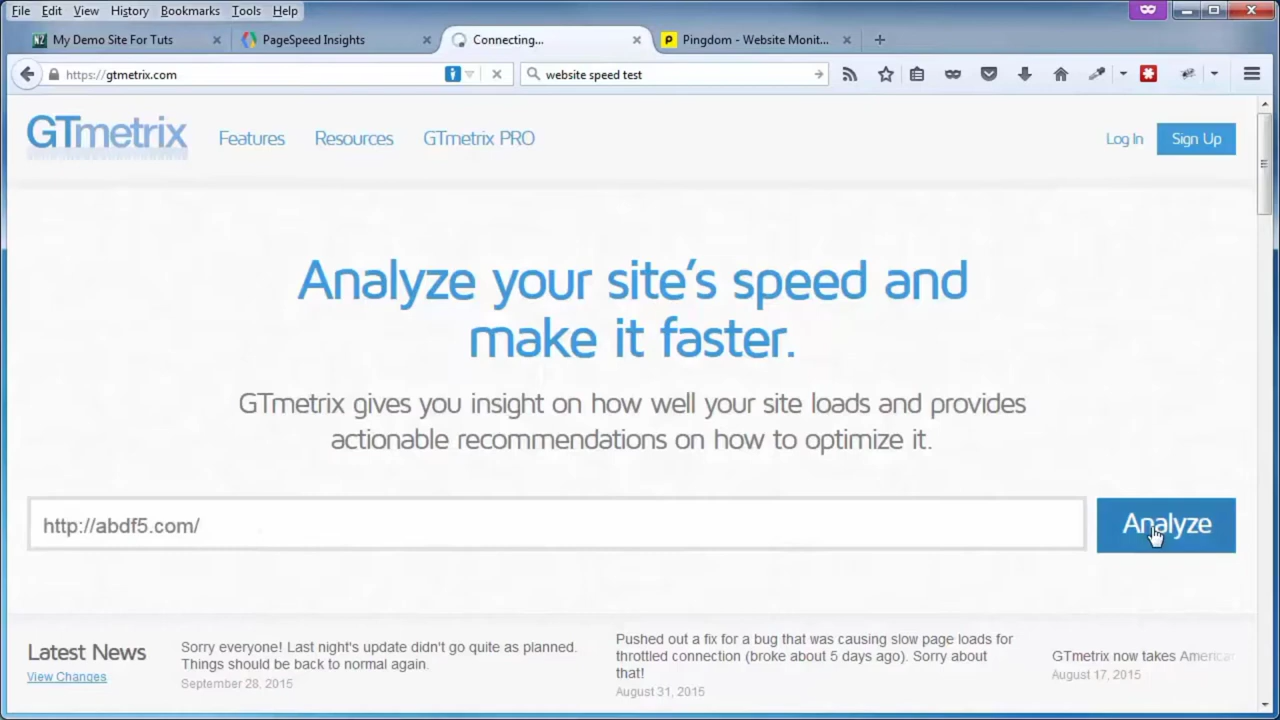 File Edit View History Bookmarks Tools Help
My Demo Site For Tuts
PageSpeed Insights
Connecting...
Pingdom - Website Monit...
https://gtmetrix.com
website speed test
GTmetrix
Features
Resources
GTmetrix PRO
Log In
Sign Up
Analyze your site's speed and
make it faster.
GTmetrix gives you insight on how well your site loads and provides
actionable recommendations on how to optimize it.
http://abdf5.com/
Analyze
Latest News
View Changes
Sorry everyone! Last night's update didn't go quite as planned.
Things should be back to normal again.
September 28, 2015
Pushed out a fix for a bug that was causing slow page loads for
throttled connection (broke about 5 days ago). Sorry about
that!
August 31, 2015
GTmetrix now takes America
August 17, 2015